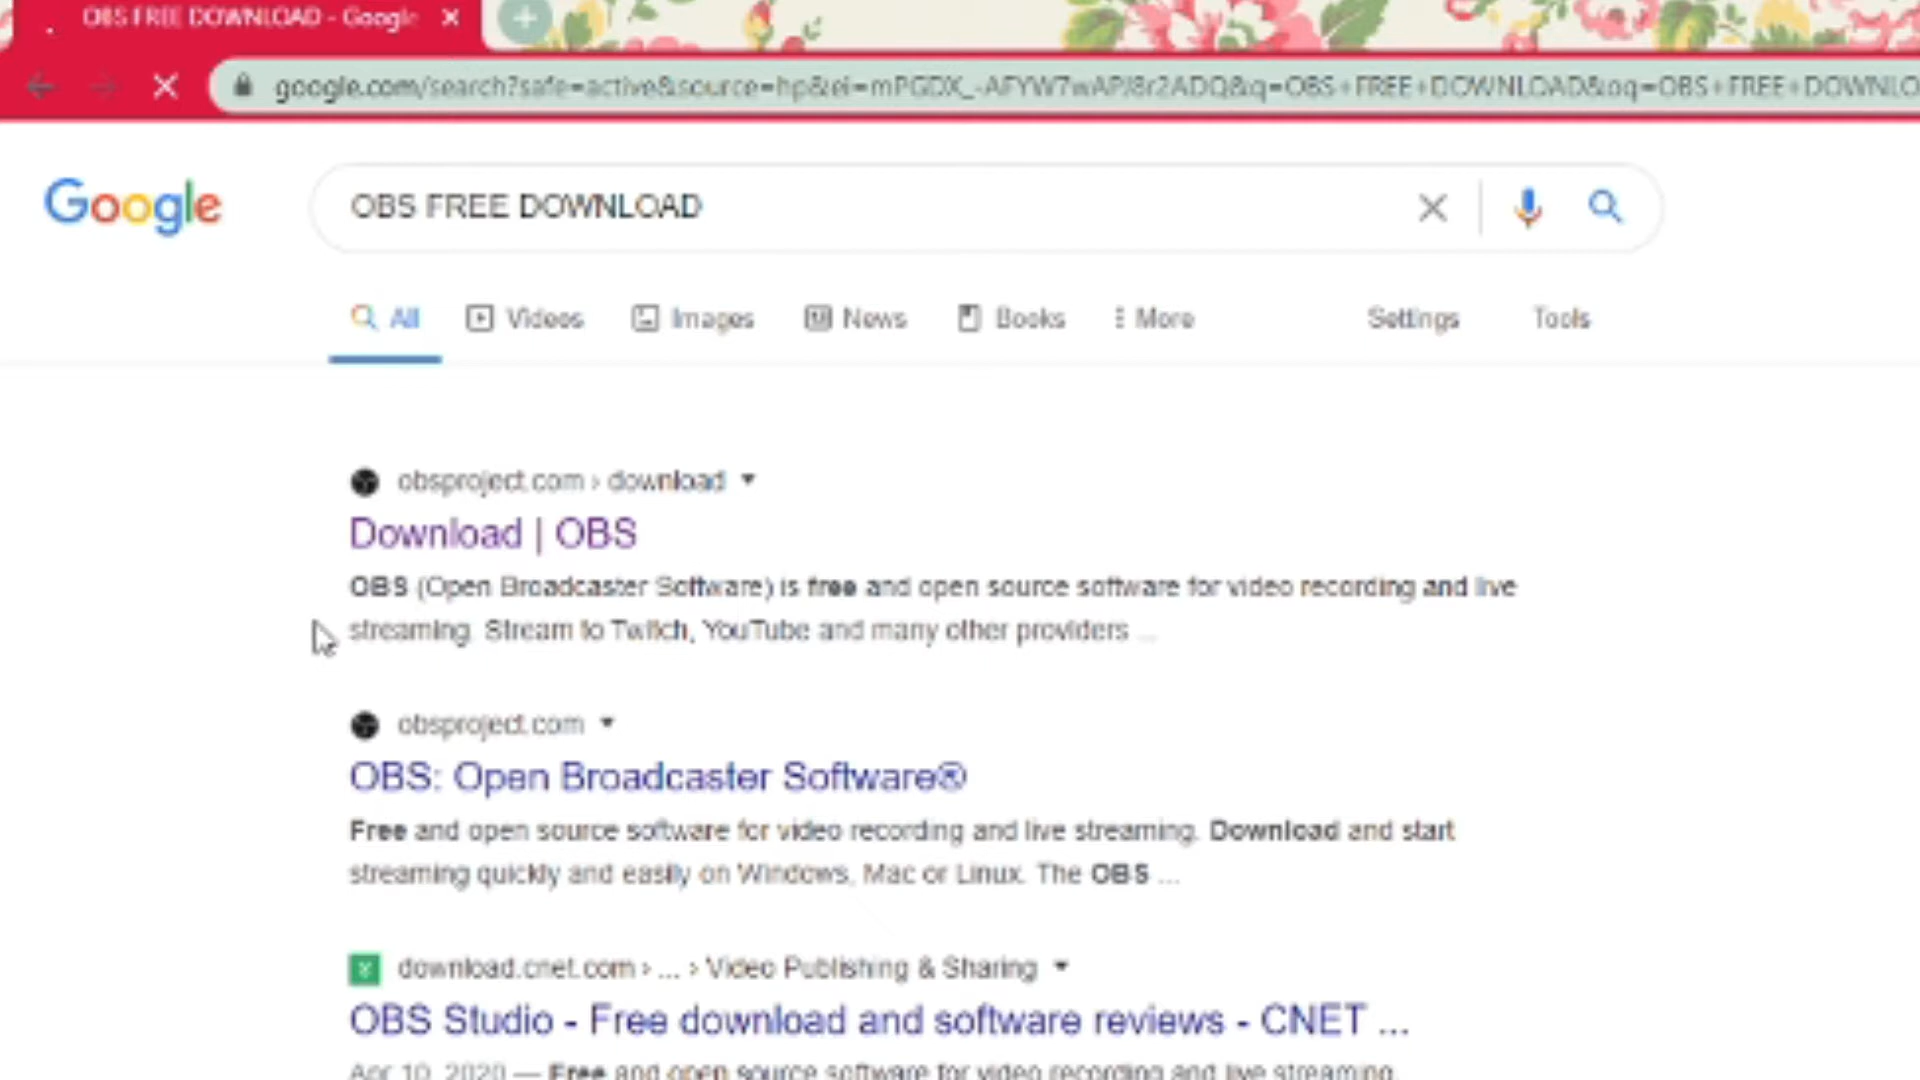 OBS FREE DOWNLOAD - Google
google.com/search?safe=active&source=hp&ei=mPGDX_-AFYW7wAPJ8r2ADQ&q=OBS+FREE+DOWNLOAD&oq=OBS+FREE+DOWNLO
Google
OBS FREE DOWNLOAD
All Videos Images News Books More Settings Tools
obsproject.com › download
Download | OBS
OBS (Open Broadcaster Software) is free and open source software for video recording and live
streaming. Stream to Twitch, YouTube and many other providers ...
obsproject.com
OBS: Open Broadcaster Software®
Free and open source software for video recording and live streaming. Download and start
streaming quickly and easily on Windows, Mac or Linux. The OBS ...
download.cnet.com › ... › Video Publishing & Sharing
OBS Studio - Free download and software reviews - CNET ...
Apr 10, 2020 — Free and open source software for video recording and live streaming.